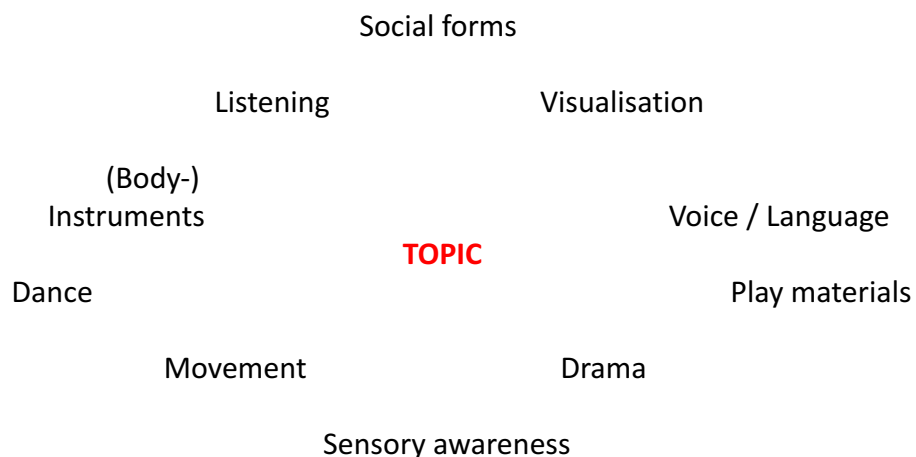 Social forms
Listening
Visualisation
(Body-)
Instruments
Voice / Language
TOPIC
Dance
Play materials
Movement
Drama
Sensory awareness